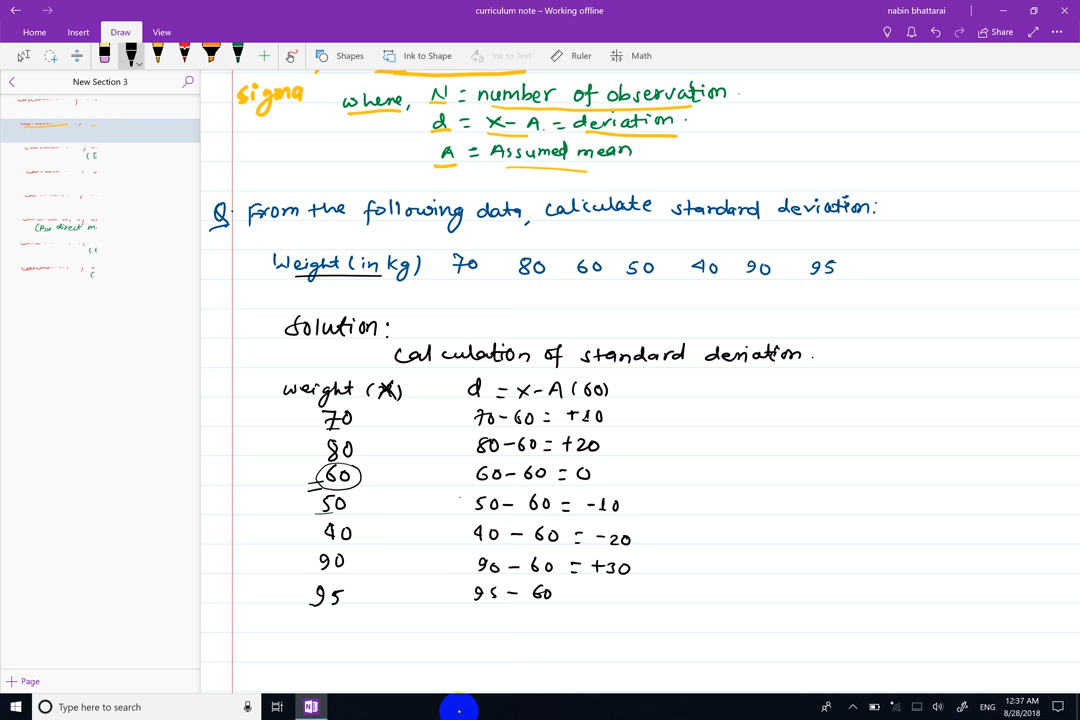 curriculum note – Working offline
nabin bhattarai
Home Insert Draw View
Share
Shapes Ink to Shape Ink to Text Ruler Math
New Section 3
sigma where, N = number of observation.
d = X – A. = deviation.
A = Assumed mean
Q. From the following data, calculate standard deviation:
Weight (in kg) 70 80 60 50 40 90 95
Solution:
Calculation of standard deviation.
weight (X) d = X – A (60)
70 70 – 60 = +10
80 80 – 60 = +20
60 60 – 60 = 0
50 50 – 60 = -10
40 40 – 60 = -20
90 90 – 60 = +30
95 95 – 60
+ Page
Type here to search
ENG
12:37 AM
8/28/2018